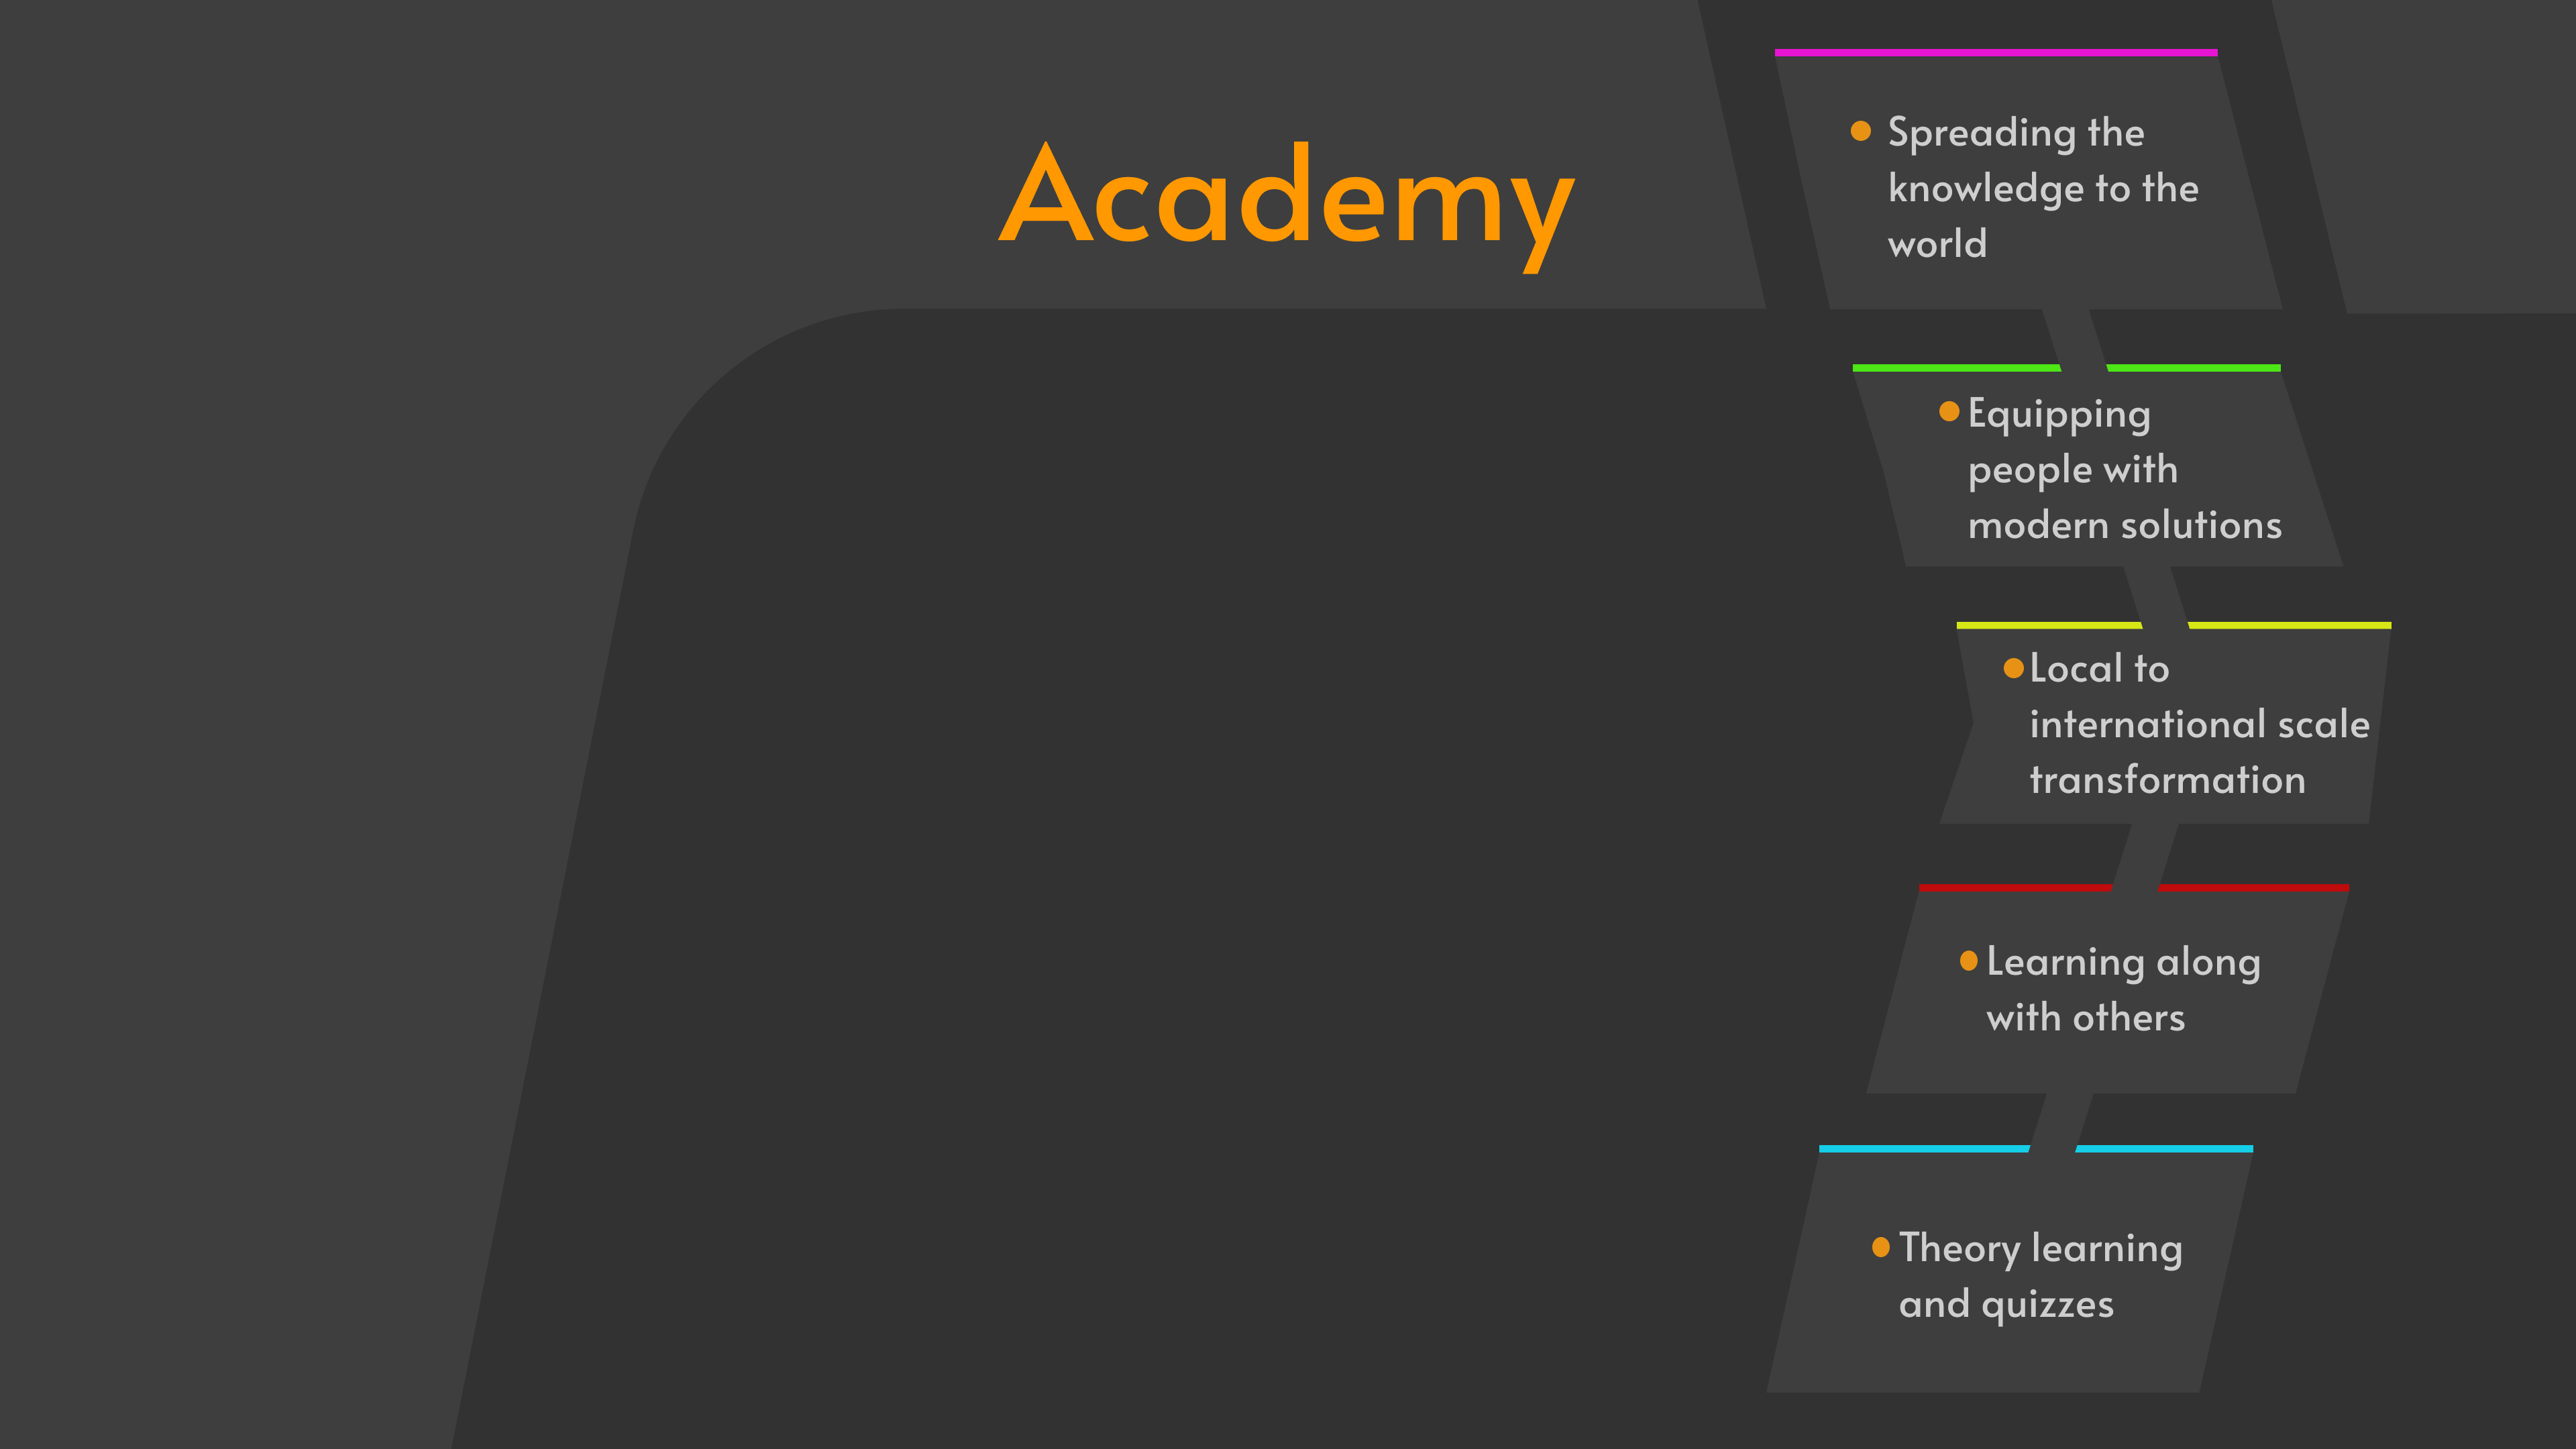 Academy
Spreading the
knowledge to the
world
Equipping
people with
modern solutions
Local to
international scale
transformation
Learning along
with others
Theory learning
and quizzes